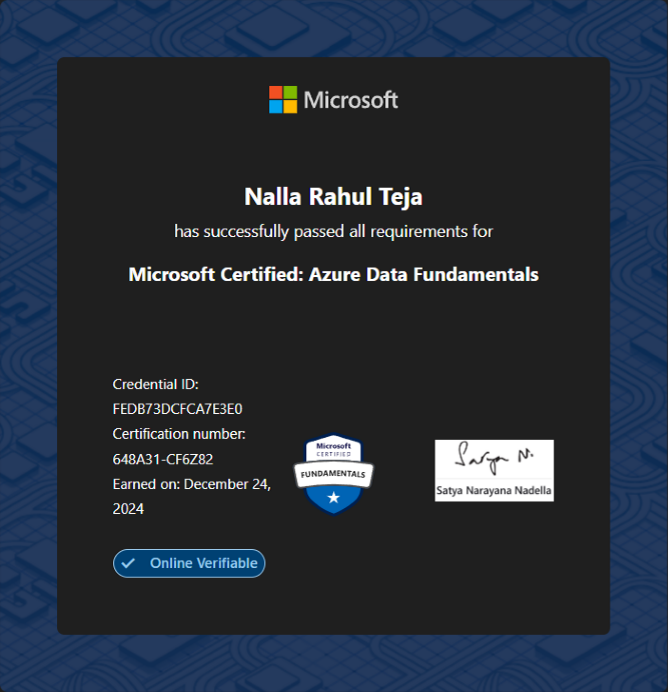 Microsoft
Nalla Rahul Teja
has successfully passed all requirements for
Microsoft Certified: Azure Data Fundamentals
Credential ID:
FEDB73DCFCA7E3E0
Certification number:
648A31-CF6Z82
Earned on: December 24,
2024
Microsoft
CERTIFIED
FUNDAMENTALS
Satya N.
Satya Narayana Nadella
Online Verifiable